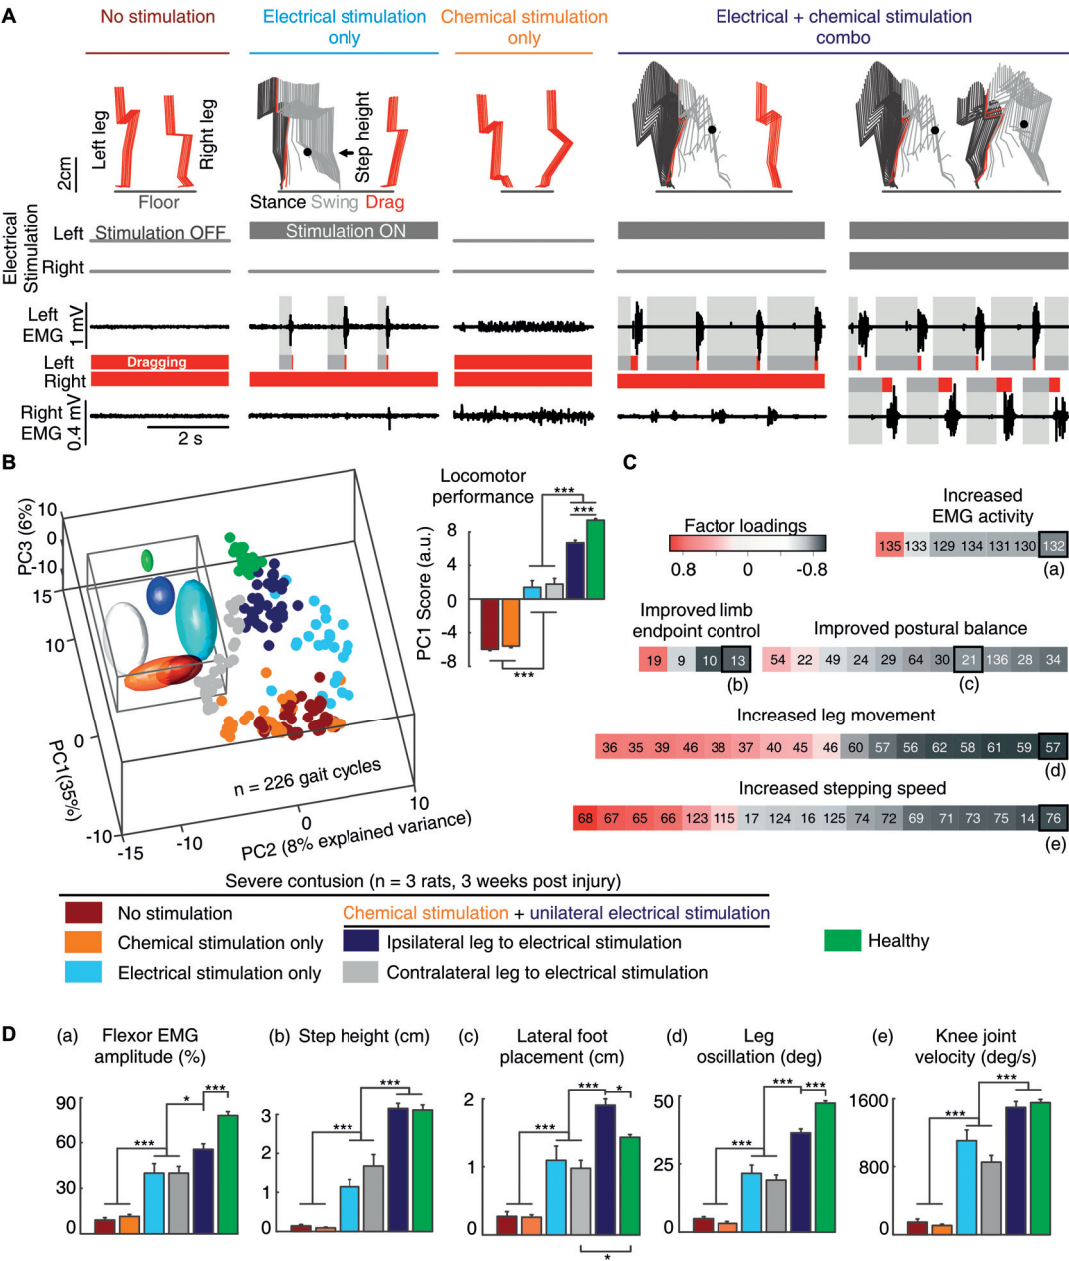 A
No stimulation
Electrical stimulation
only
Chemical stimulation
only
Electrical + chemical stimulation
combo
2cm
Left leg
Right leg
Step height
Floor
Stance Swing Drag
Electrical
Stimulation
Left
Stimulation OFF
Stimulation ON
Right
Left
EMG
1 mV
Left
Dragging
Right
Right
EMG
0.4 mV
2 s
B
PC3 (6%)
10
0
-10
15
10
0
-10
PC1(35%)
-15
-10
0
10
PC2 (8% explained variance)
n = 226 gait cycles
Locomotor
performance
PC1 Score (a.u.)
8
4
0
-4
-8
***
***
***
C
Factor loadings
0.8 0 -0.8
Increased
EMG activity
135 133 129 134 131 130 132
(a)
Improved limb
endpoint control
19 9 10 13
(b)
Improved postural balance
54 22 49 24 29 64 30 21 136 28 34
(c)
Increased leg movement
36 35 39 46 38 37 40 45 46 60 57 56 62 58 61 59 57
(d)
Increased stepping speed
68 67 65 66 123 115 17 124 16 125 74 72 69 71 73 75 14 76
(e)
Severe contusion (n = 3 rats, 3 weeks post injury)
No stimulation
Chemical stimulation only
Electrical stimulation only
Chemical stimulation + unilateral electrical stimulation
Ipsilateral leg to electrical stimulation
Contralateral leg to electrical stimulation
Healthy
D
(a) Flexor EMG
amplitude (%)
90
60
30
0
***
*
***
(b) Step height (cm)
3
2
1
0
***
***
(c) Lateral foot
placement (cm)
2
1
0
***
***
*
*
(d) Leg
oscillation (deg)
50
25
0
***
***
***
(e) Knee joint
velocity (deg/s)
1600
800
0
***
***